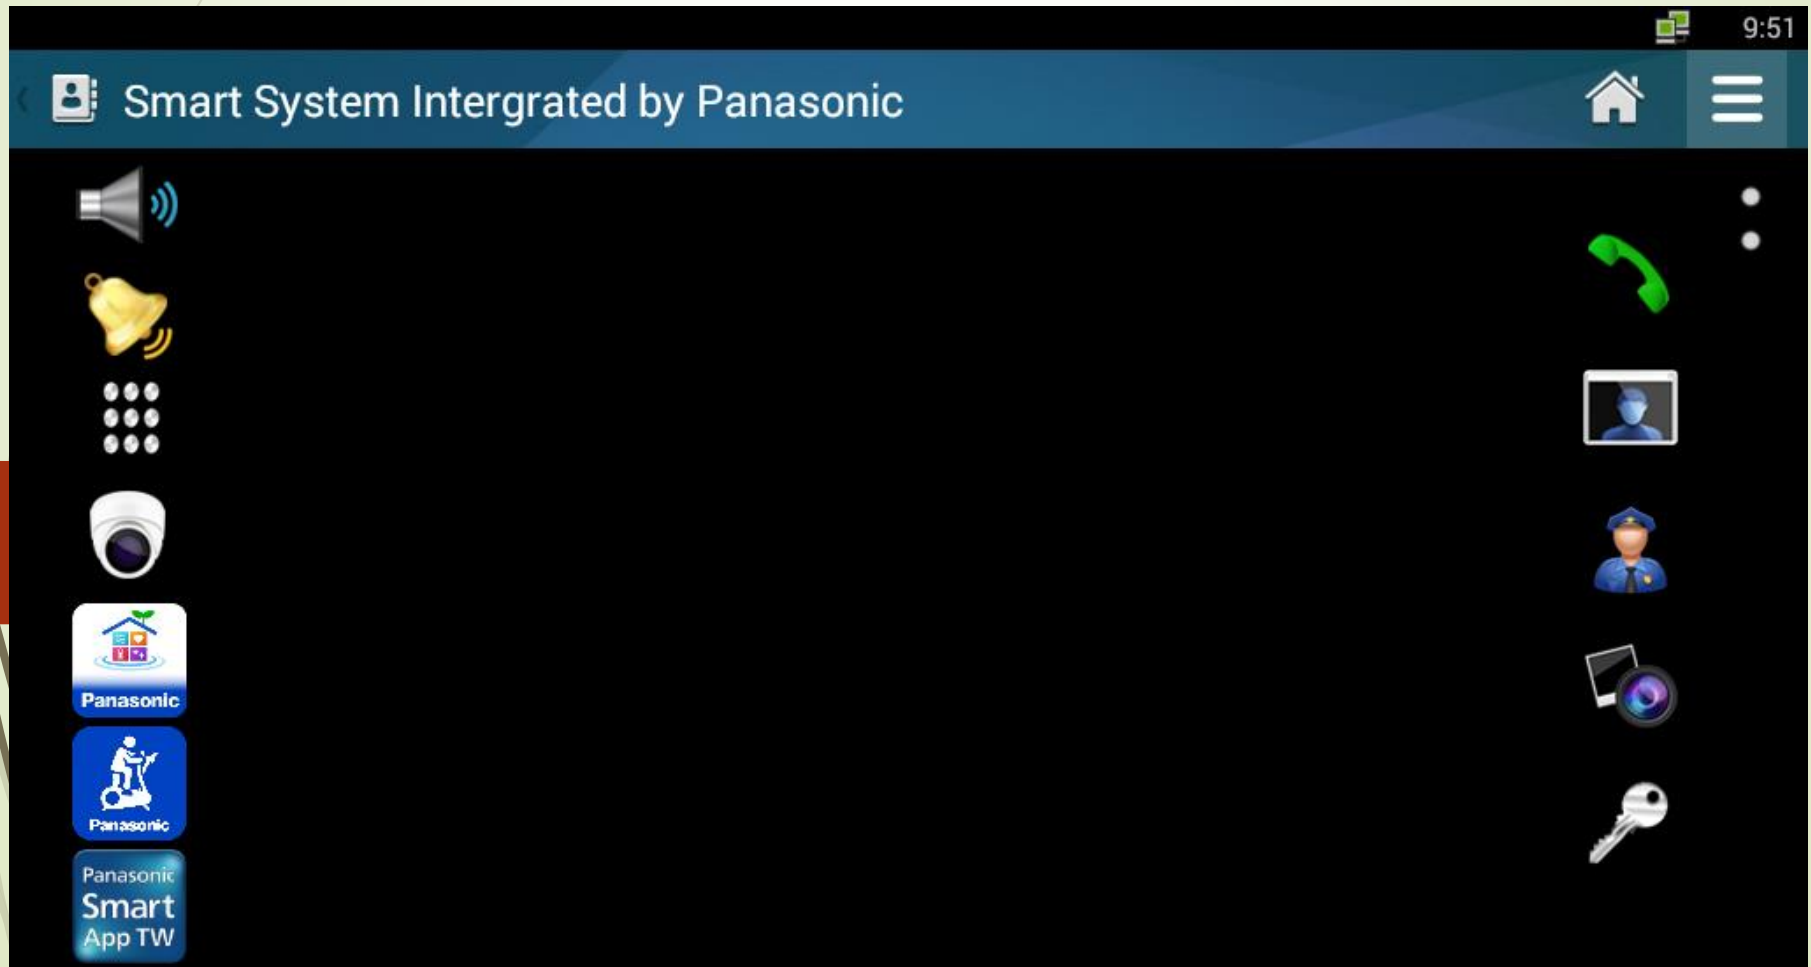 9:51
Smart System Intergrated by Panasonic
Panasonic
Panasonic
Panasonic
Smart
App TW